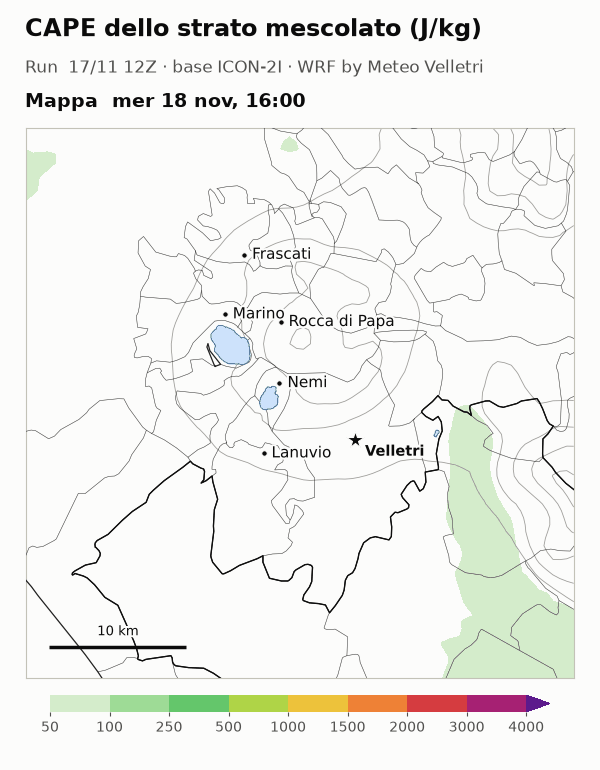 CAPE dello strato mescolato (J/kg)
Run  17/11 12Z · base ICON-2I · WRF by Meteo Velletri
Mappa  mer 18 nov, 16:00
Frascati
Marino
Rocca di Papa
Nemi
Velletri
Lanuvio
10 km
50 100 250 500 1000 1500 2000 3000 4000